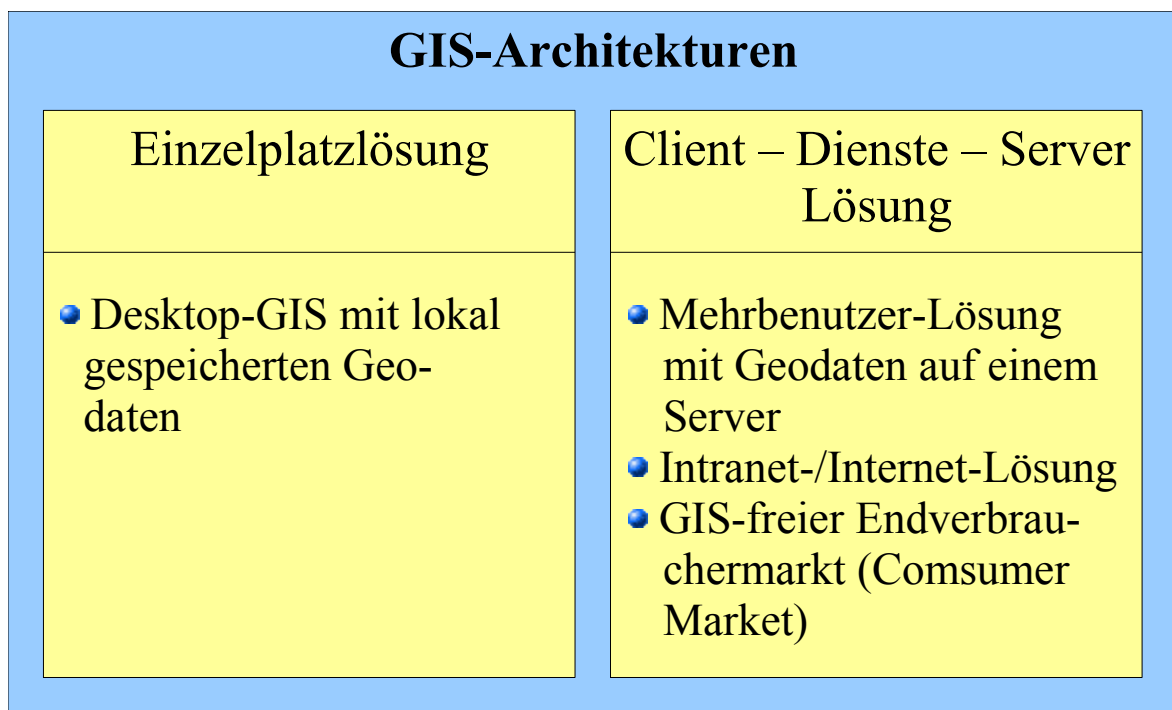 GIS-Architekturen
Einzelplatzlösung
Desktop-GIS mit lokal
gespeicherten Geo-
daten
Client – Dienste – Server
Lösung
Mehrbenutzer-Lösung
mit Geodaten auf einem
Server
Intranet-/Internet-Lösung
GIS-freier Endverbrau-
chermarkt (Comsumer
Market)